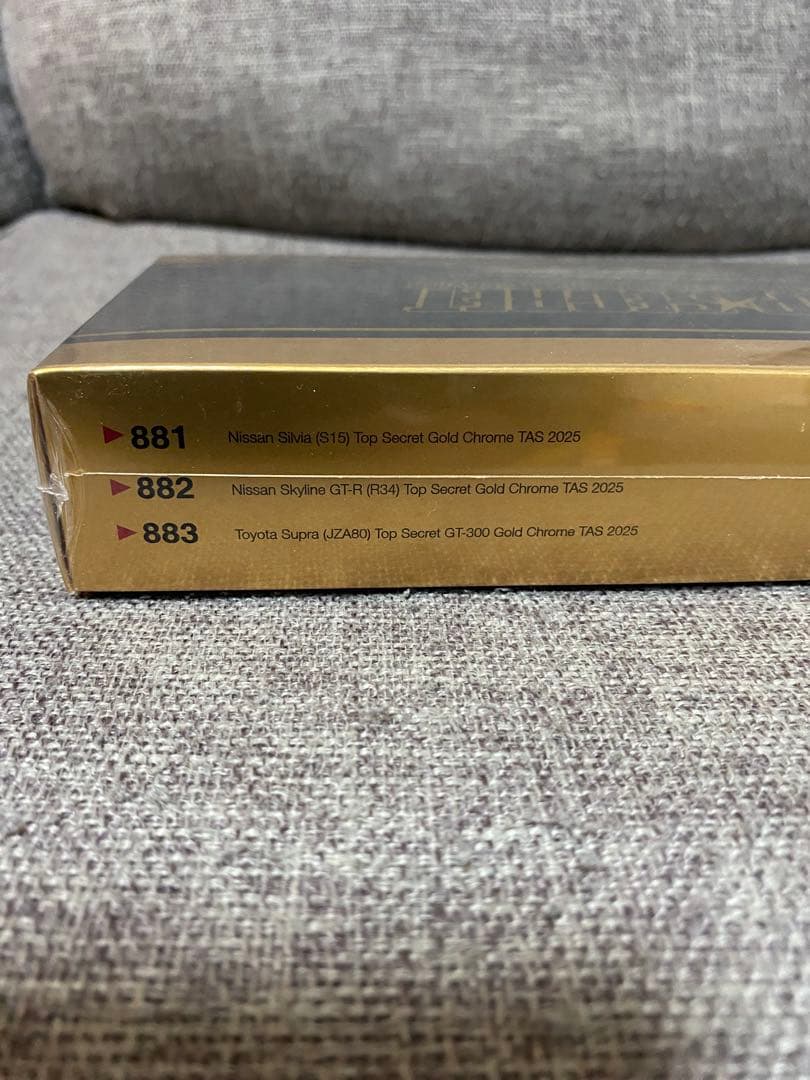 881 Nissan Silvia (S15) Top Secret Gold Chrome TAS 2025
882 Nissan Skyline GT-R (R34) Top Secret Gold Chrome TAS 2025
883 Toyota Supra (JZA80) Top Secret GT-300 Gold Chrome TAS 2025